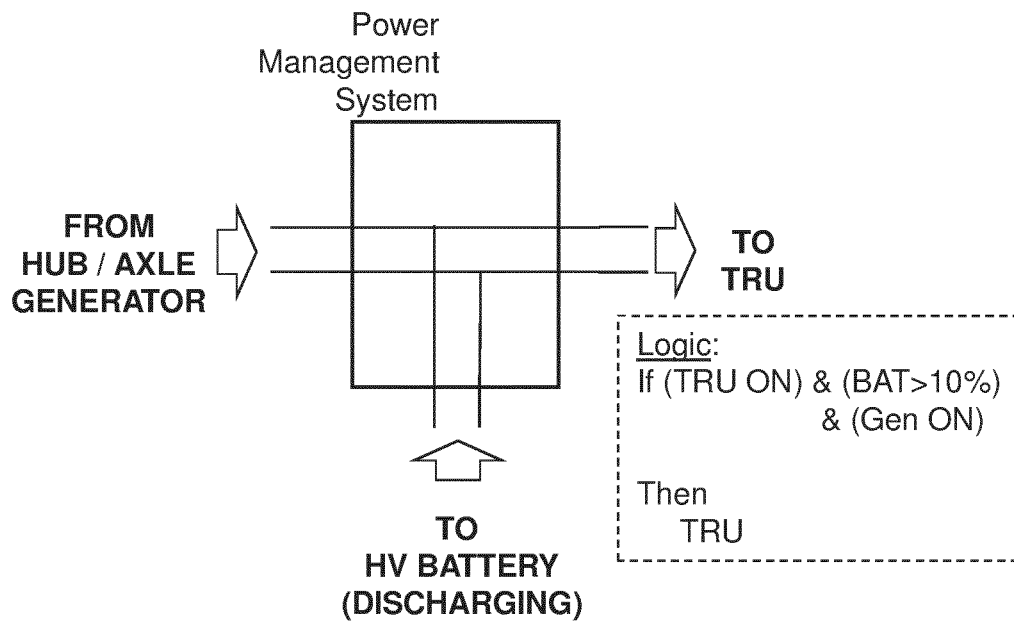 Power
Management
System
FROM
HUB / AXLE
GENERATOR
TO
TRU
Logic:
If (TRU ON) & (BAT>10%)
& (Gen ON)
Then
TRU
TO
HV BATTERY
(DISCHARGING)